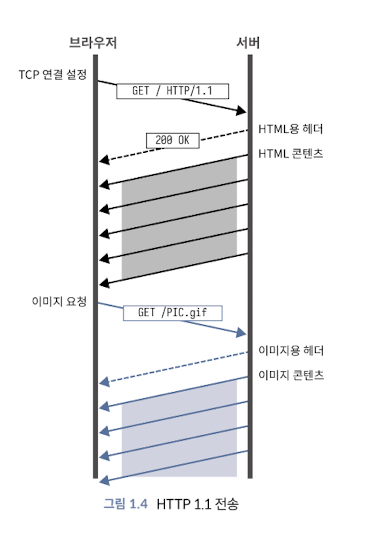 브라우저
서버
TCP 연결 설정
GET / HTTP/1.1
HTML용 헤더
200 OK
HTML 콘텐츠
이미지 요청
GET /PIC.gif
이미지용 헤더
이미지 콘텐츠
그림 1.4 HTTP 1.1 전송